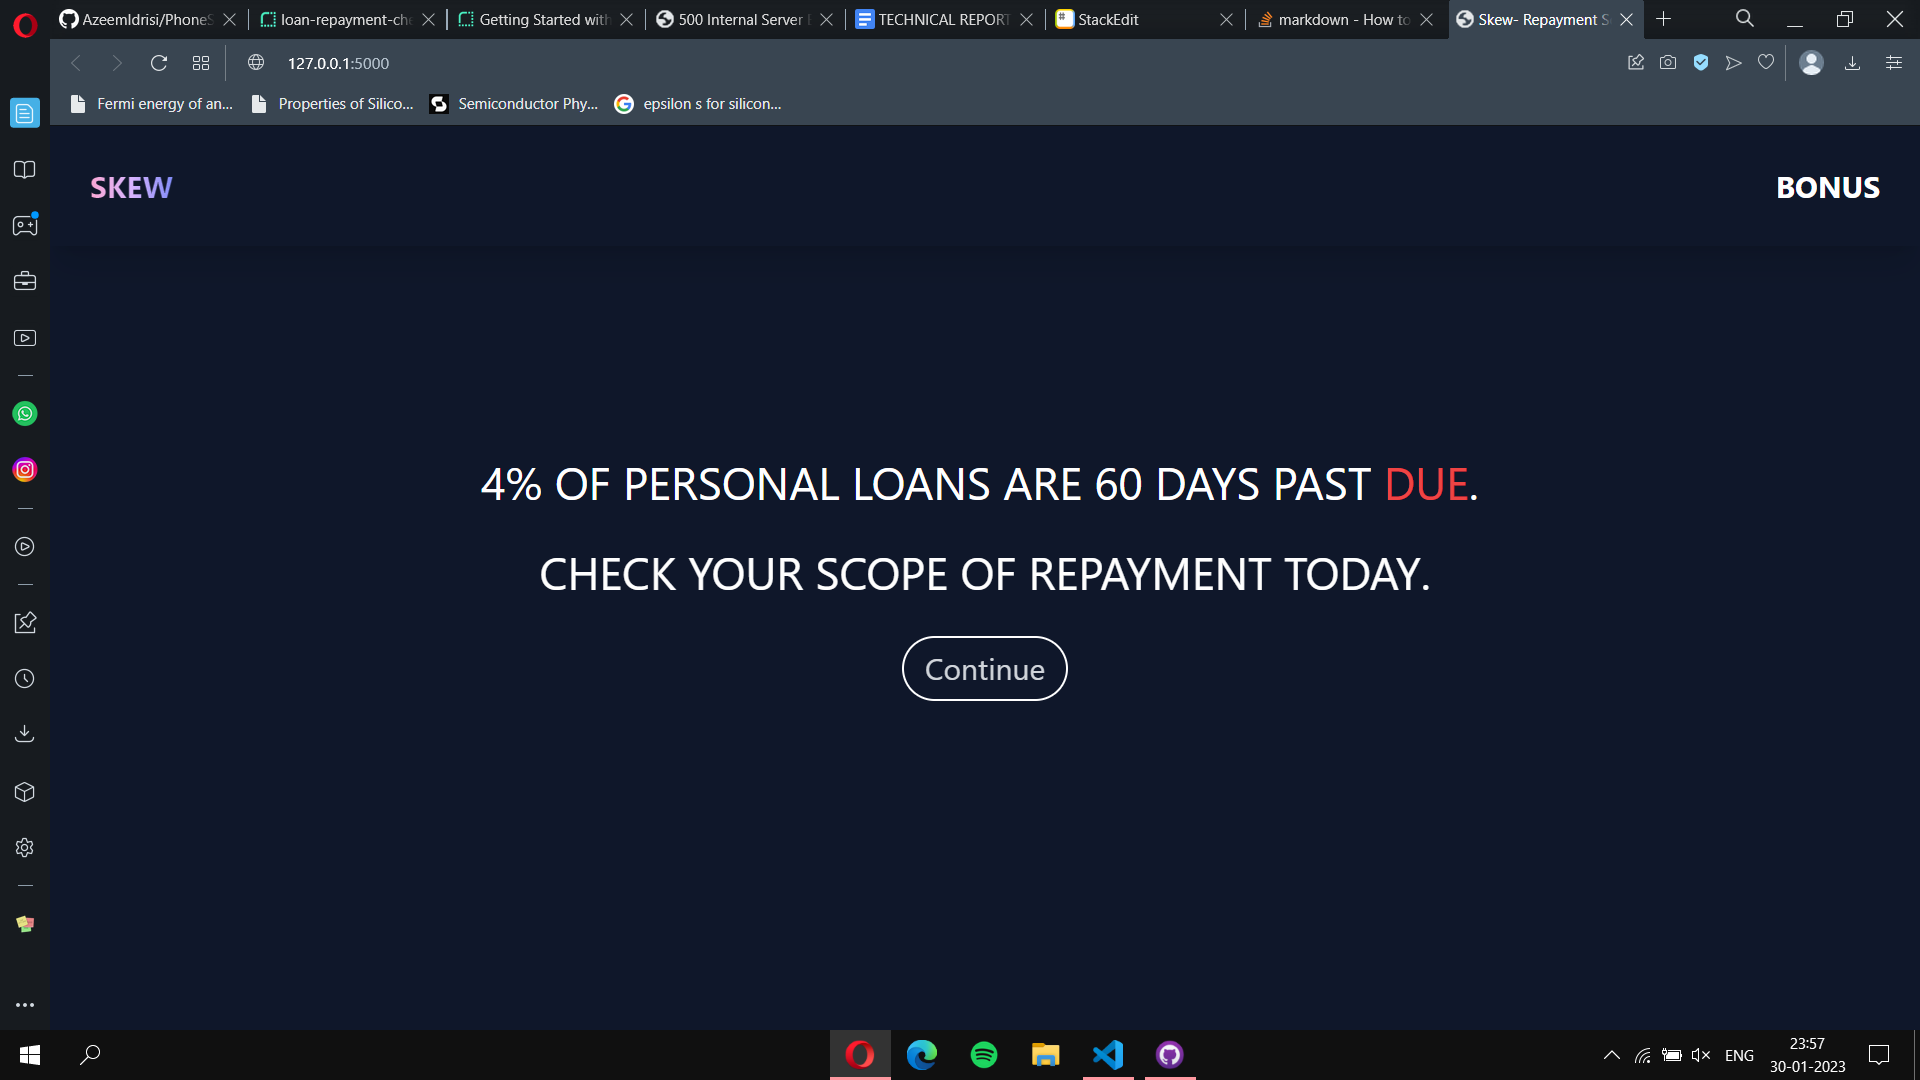 AzeemIdrisi/PhoneS
loan-repayment-che
Getting Started with
500 Internal Server
TECHNICAL REPORT
StackEdit
markdown - How to
Skew- Repayment S
127.0.0.1:5000
Fermi energy of an...
Properties of Silico...
Semiconductor Phy...
epsilon s for silicon...
SKEW
BONUS
4% OF PERSONAL LOANS ARE 60 DAYS PAST DUE.
CHECK YOUR SCOPE OF REPAYMENT TODAY.
Continue
ENG
23:57
30-01-2023